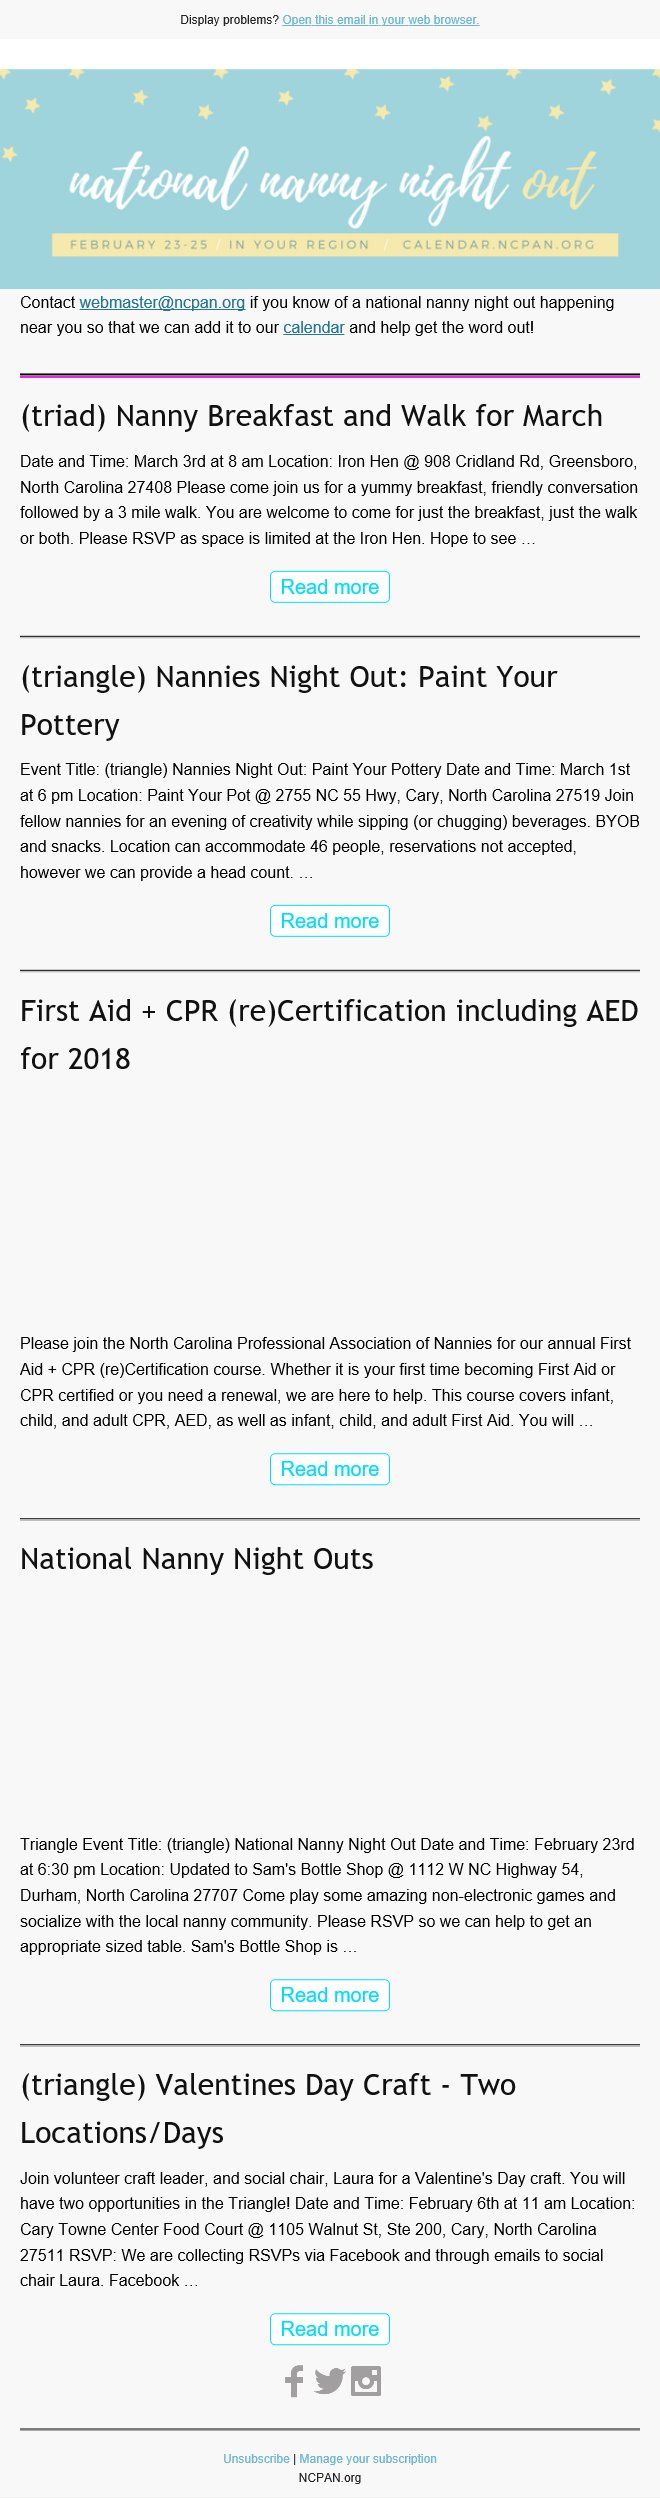 Display problems? Open this email in your web browser.
national nanny night out
FEBRUARY 23-25 / IN YOUR REGION / CALENDAR.NCPAN.ORG
Contact webmaster@ncpan.org if you know of a national nanny night out happening
near you so that we can add it to our calendar and help get the word out!
(triad) Nanny Breakfast and Walk for March
Date and Time: March 3rd at 8 am Location: Iron Hen @ 908 Cridland Rd, Greensboro,
North Carolina 27408 Please come join us for a yummy breakfast, friendly conversation
followed by a 3 mile walk. You are welcome to come for just the breakfast, just the walk
or both. Please RSVP as space is limited at the Iron Hen. Hope to see …
Read more
(triangle) Nannies Night Out: Paint Your
Pottery
Event Title: (triangle) Nannies Night Out: Paint Your Pottery Date and Time: March 1st
at 6 pm Location: Paint Your Pot @ 2755 NC 55 Hwy, Cary, North Carolina 27519 Join
fellow nannies for an evening of creativity while sipping (or chugging) beverages. BYOB
and snacks. Location can accommodate 46 people, reservations not accepted,
however we can provide a head count. …
Read more
First Aid + CPR (re)Certification including AED
for 2018
Please join the North Carolina Professional Association of Nannies for our annual First
Aid + CPR (re)Certification course. Whether it is your first time becoming First Aid or
CPR certified or you need a renewal, we are here to help. This course covers infant,
child, and adult CPR, AED, as well as infant, child, and adult First Aid. You will …
Read more
National Nanny Night Outs
Triangle Event Title: (triangle) National Nanny Night Out Date and Time: February 23rd
at 6:30 pm Location: Updated to Sam's Bottle Shop @ 1112 W NC Highway 54,
Durham, North Carolina 27707 Come play some amazing non-electronic games and
socialize with the local nanny community. Please RSVP so we can help to get an
appropriate sized table. Sam's Bottle Shop is …
Read more
(triangle) Valentines Day Craft - Two
Locations/Days
Join volunteer craft leader, and social chair, Laura for a Valentine's Day craft. You will
have two opportunities in the Triangle! Date and Time: February 6th at 11 am Location:
Cary Towne Center Food Court @ 1105 Walnut St, Ste 200, Cary, North Carolina
27511 RSVP: We are collecting RSVPs via Facebook and through emails to social
chair Laura. Facebook …
Read more
Unsubscribe | Manage your subscription
NCPAN.org